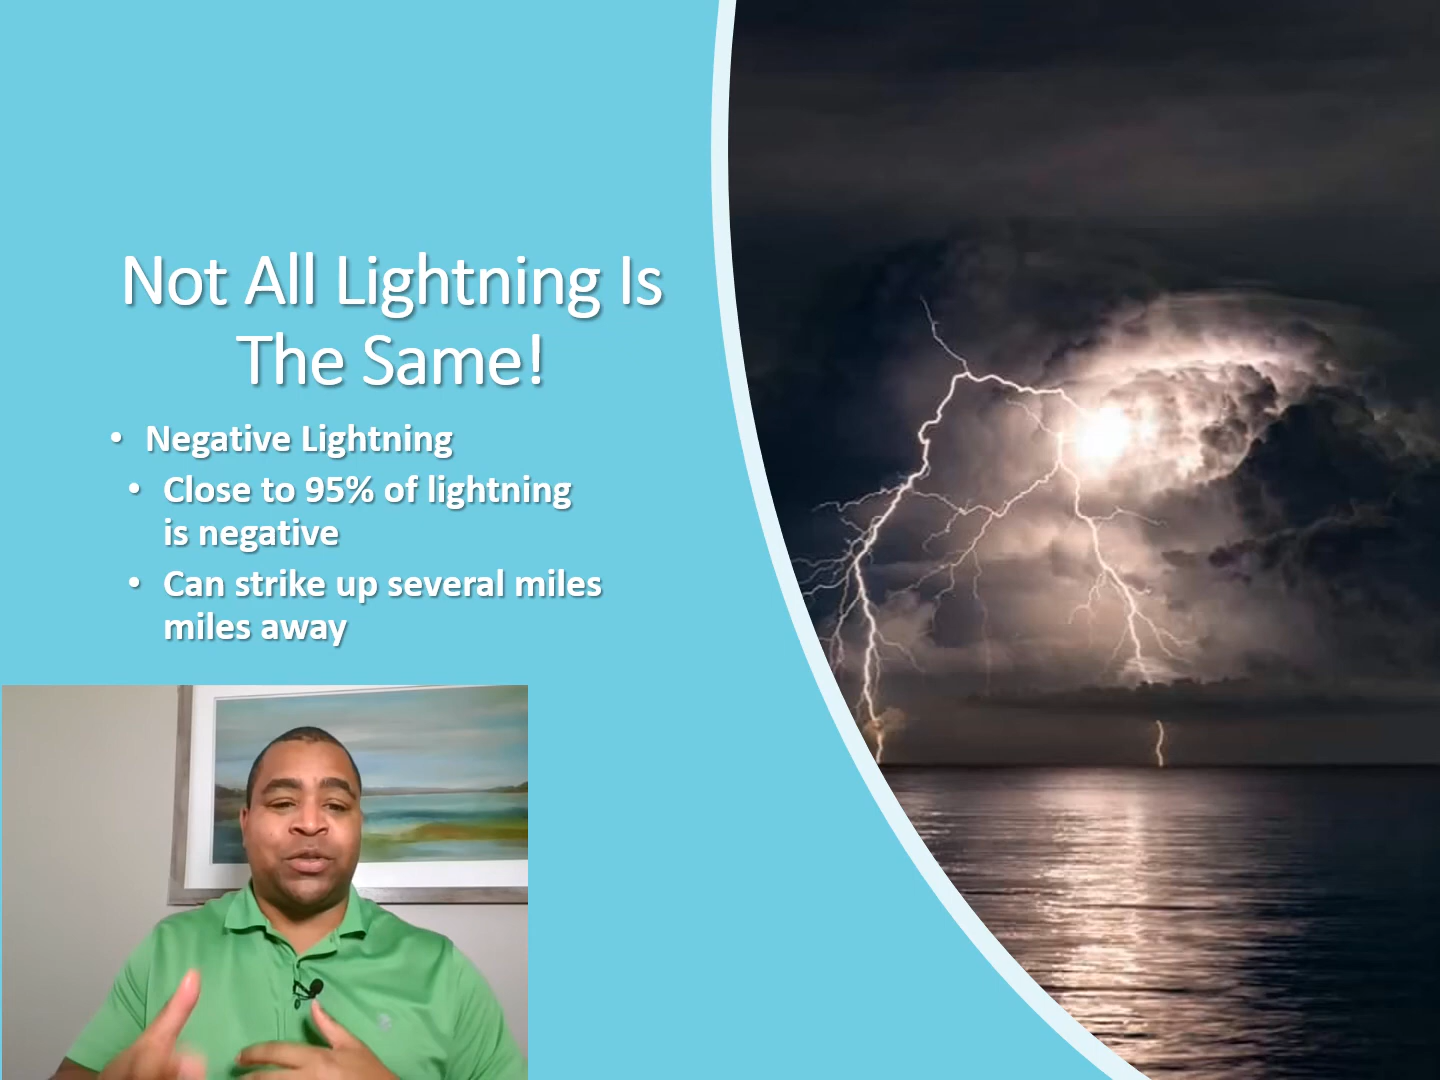 Not All Lightning Is
The Same!
• Negative Lightning
• Close to 95% of lightning
is negative
• Can strike up several miles
miles away